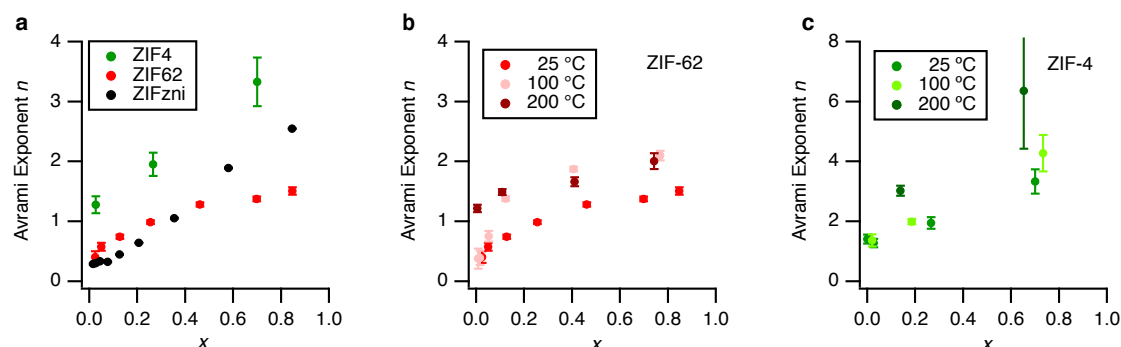 a
Avrami Exponent n
4
3
2
1
0
ZIF4
ZIF62
ZIFzni
0.0 0.2 0.4 0.6 0.8 1.0
x
b
Avrami Exponent n
4
3
2
1
0
25 °C
100 °C
200 °C
ZIF-62
0.0 0.2 0.4 0.6 0.8 1.0
x
c
Avrami Exponent n
8
6
4
2
0
25 ºC
100 ºC
200 ºC
ZIF-4
0.0 0.2 0.4 0.6 0.8 1.0
x